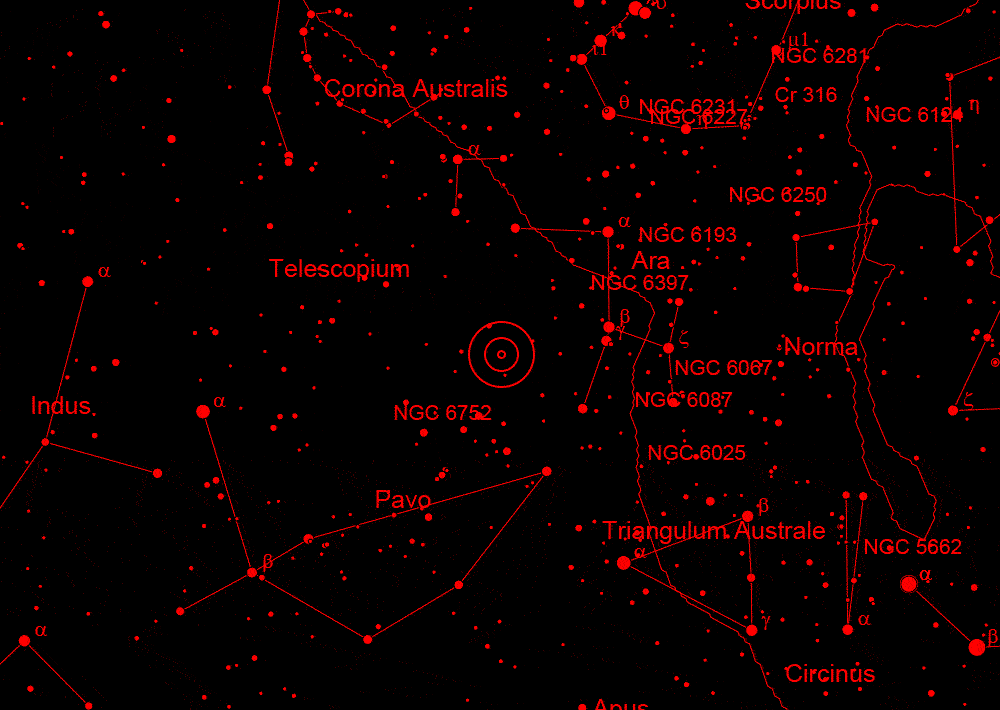 Scorpius
υ
κ
ι1
μ1
NGC 6281
Corona Australis
θ
NGC 6231
Cr 316
η
NGC 6227
NGC 6124
α
NGC 6250
α
NGC 6193
Ara
α
Telescopium
NGC 6397
β
γ
ζ
Norma
NGC 6067
Indus
α
NGC 6752
NGC 6087
ζ
NGC 6025
Pavo
β
Triangulum Australe
α
NGC 5662
β
α
γ
α
α
β
Circinus
Apus